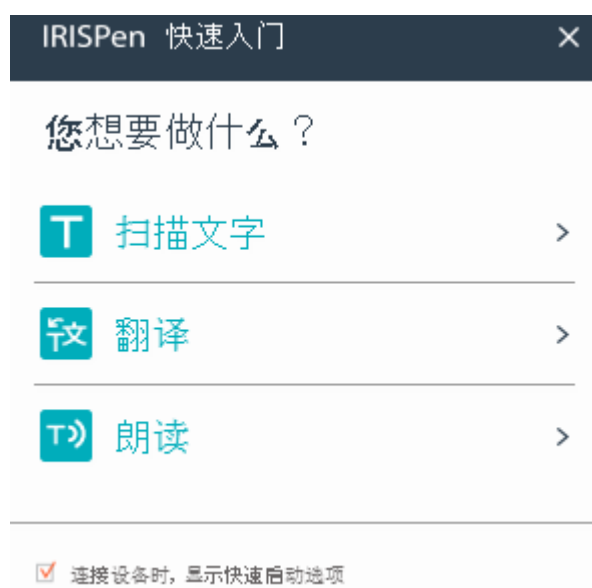 IRISPen 快速入门
您想要做什么？
扫描文字
翻译
朗读
连接设备时，显示快速启动选项